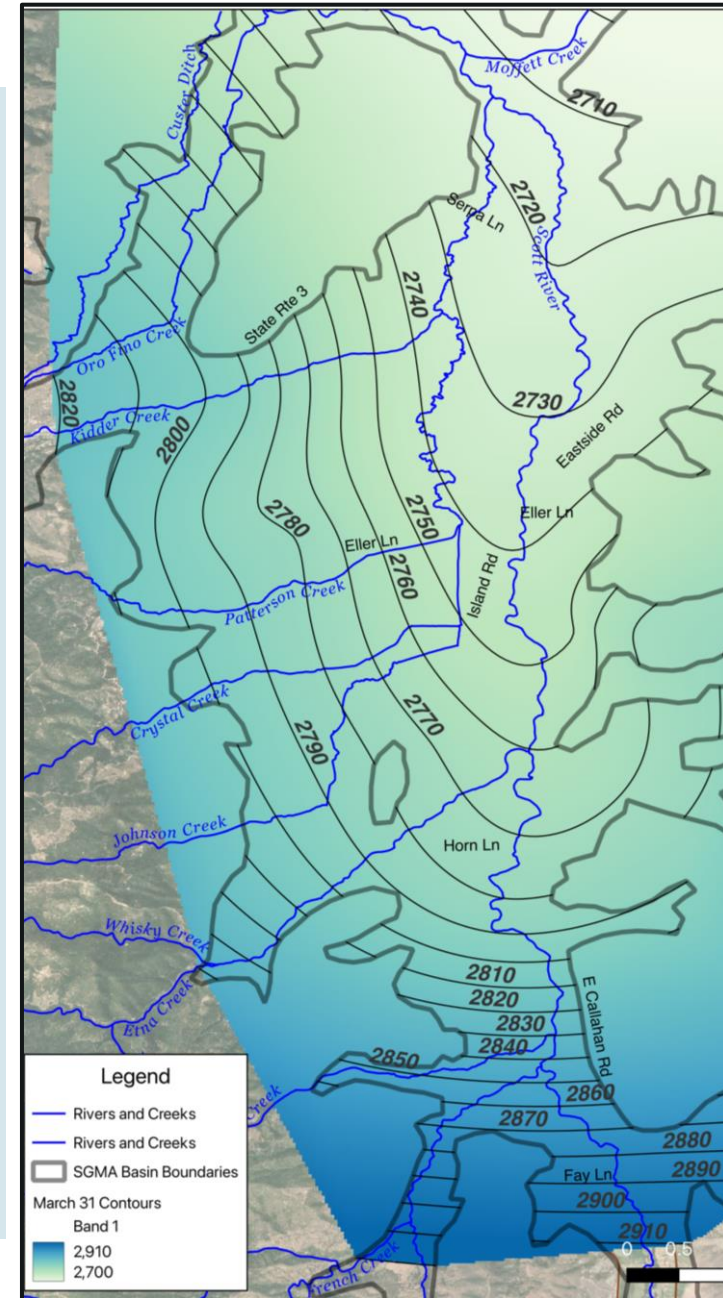 Moffett Creek
Custer Ditch
2710
2720
Serpa Ln
Scott River
2740
State Rte 3
Oro Fino Creek
2820
Kidder Creek
2800
2730
Eastside Rd
2780
2750
Eller Ln
Eller Ln
2760
Island Rd
Patterson Creek
Crystal Creek
2770
2790
Johnson Creek
Horn Ln
Whisky Creek
Etna Creek
2810
2820
E Callahan Rd
2830
2840
2850
2860
2870
Creek
2880
2890
Fay Ln
2900
2910
French Creek
0 0.5
Legend
Rivers and Creeks
Rivers and Creeks
SGMA Basin Boundaries
March 31 Contours
Band 1
2,910
2,700